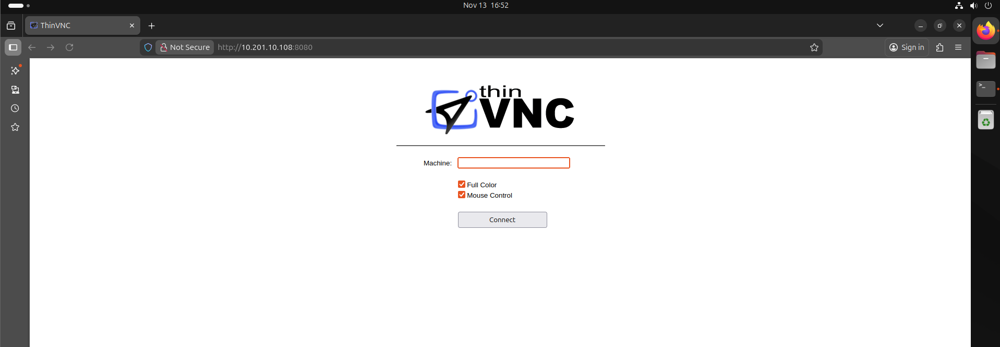 Nov 13 16:52
ThinVNC
Not Secure http://10.201.10.108:8080 Sign in
thin
VNC
Machine:
Full Color
Mouse Control
Connect